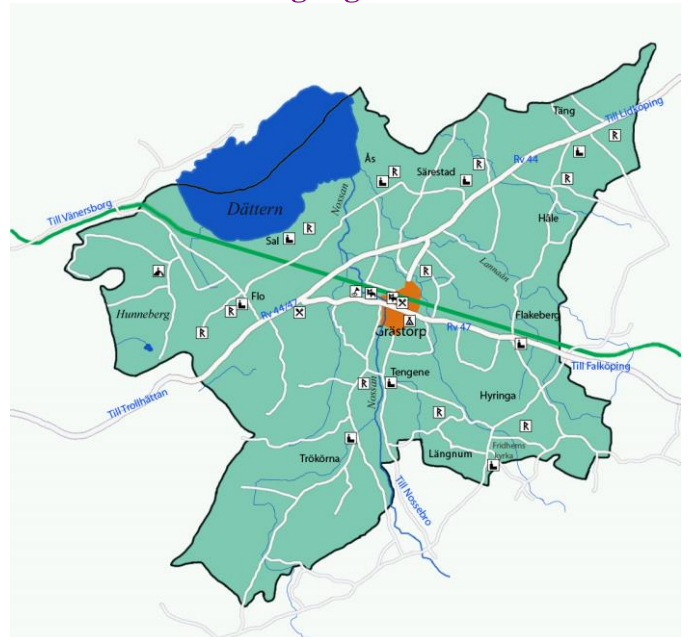 Till Lidköping
Täng
Rv 44
Ås
Särestad
Nossan
Dättern
Till Vänersborg
Håle
Sal
Lannaån
Flo
Hunneberg
Rv 44/47
Flakeberg
Grästorp
Rv 47
Till Falköping
Tengene
Nossan
Hyringa
Till Trollhättan
Fridhems
kyrka
Längnum
Trökörna
Till Nossebro